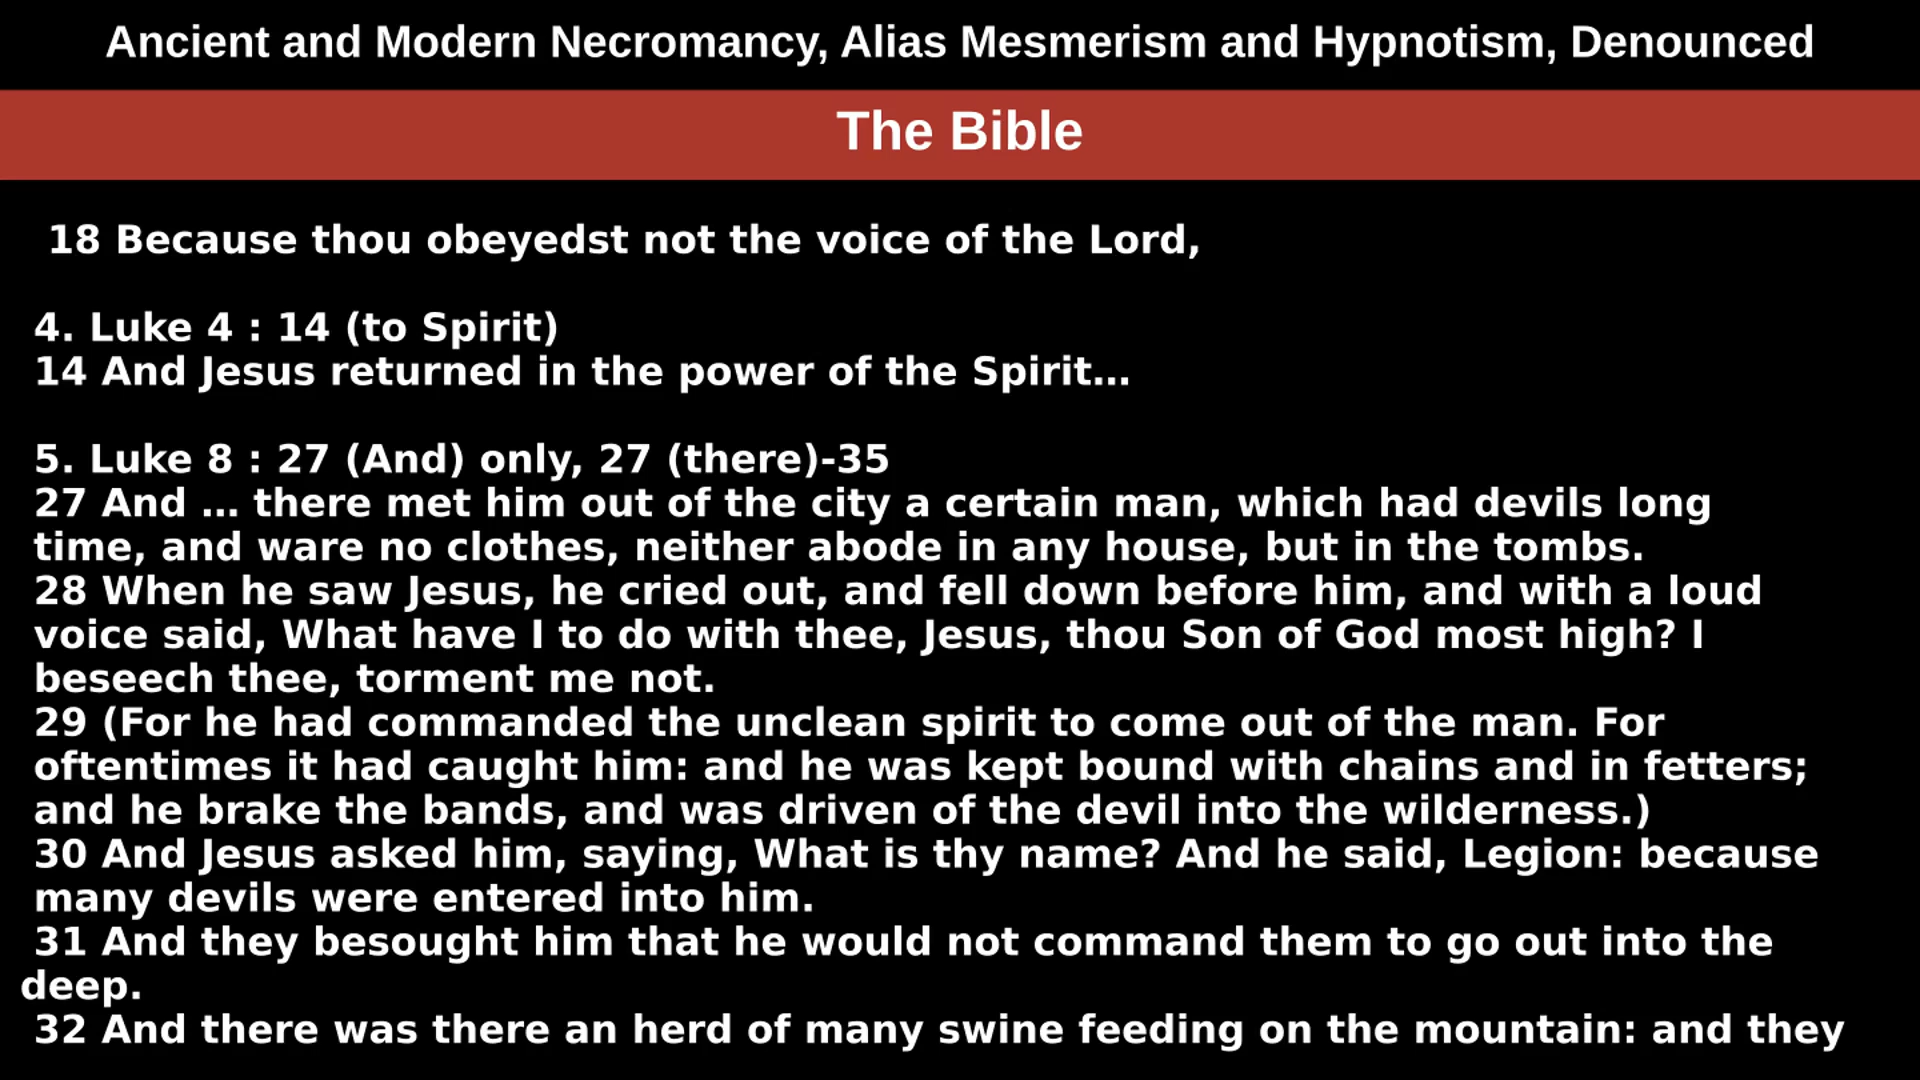 Ancient and Modern Necromancy, Alias Mesmerism and Hypnotism, Denounced
The Bible
18 Because thou obeyedst not the voice of the Lord,
4. Luke 4 : 14 (to Spirit)
14 And Jesus returned in the power of the Spirit…
5. Luke 8 : 27 (And) only, 27 (there)-35
27 And … there met him out of the city a certain man, which had devils long
time, and ware no clothes, neither abode in any house, but in the tombs.
28 When he saw Jesus, he cried out, and fell down before him, and with a loud
voice said, What have I to do with thee, Jesus, thou Son of God most high? I
beseech thee, torment me not.
29 (For he had commanded the unclean spirit to come out of the man. For
oftentimes it had caught him: and he was kept bound with chains and in fetters;
and he brake the bands, and was driven of the devil into the wilderness.)
30 And Jesus asked him, saying, What is thy name? And he said, Legion: because
many devils were entered into him.
31 And they besought him that he would not command them to go out into the
deep.
32 And there was there an herd of many swine feeding on the mountain: and they